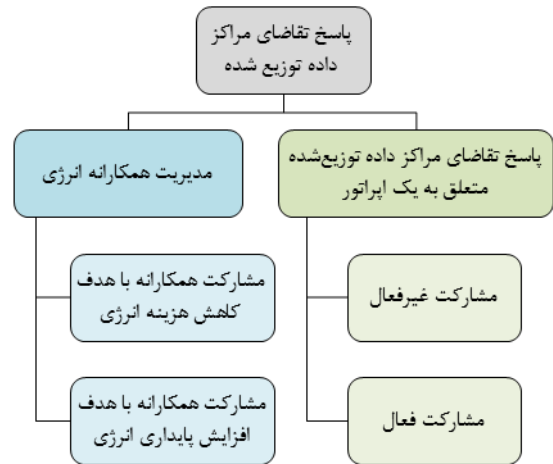 پاسخ تقاضای مراکز
داده توزیع شده
پاسخ تقاضای مراکز داده توزیع‌شده
متعلق به یک اپراتور
مشارکت غیرفعال
مشارکت فعال
مدیریت همکارانه انرژی
مشارکت همکارانه با هدف
کاهش هزینه انرژی
مشارکت همکارانه با هدف
افزایش پایداری انرژی